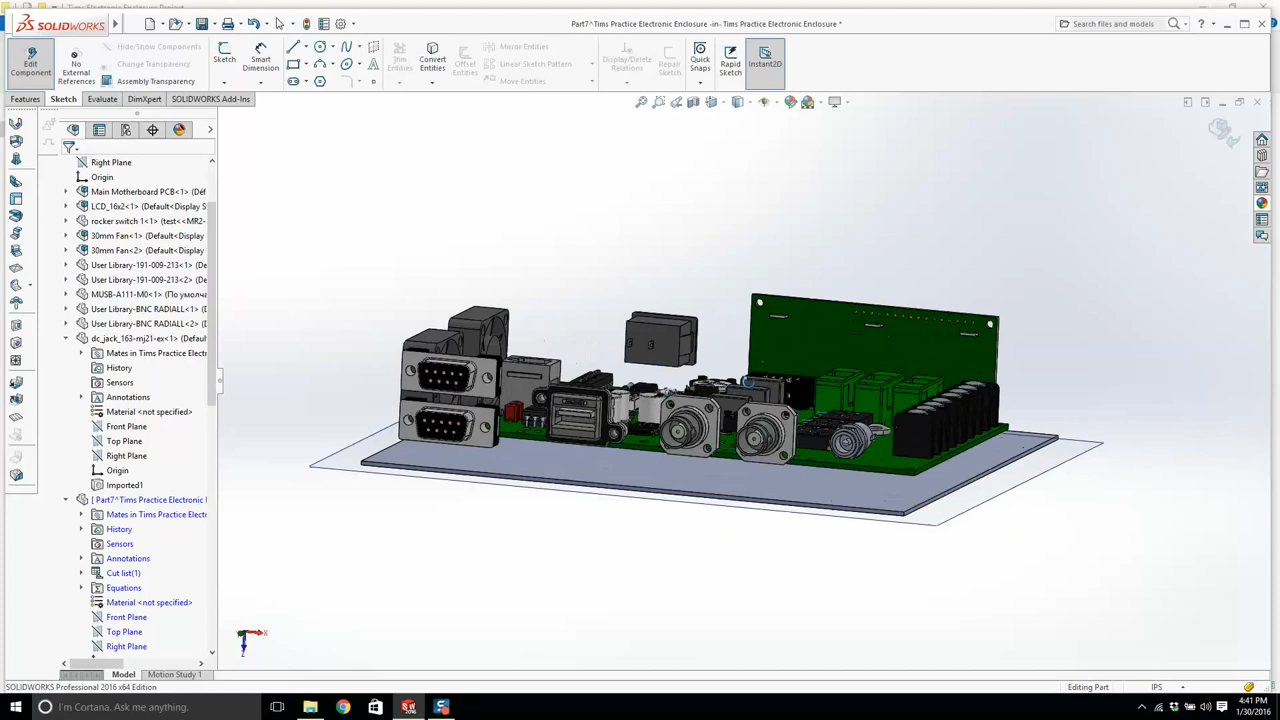 SOLIDWORKS
Part7^Tims Practice Electronic Enclosure -in- Tims Practice Electronic Enclosure *
Search files and models
Edit Component
No External References
Hide/Show Components
Change Transparency
Assembly Transparency
Sketch
Smart Dimension
Trim Entities
Convert Entities
Offset Entities
Mirror Entities
Linear Sketch Pattern
Move Entities
Display/Delete Relations
Repair Sketch
Quick Snaps
Rapid Sketch
Instant2D
Features
Sketch
Evaluate
DimXpert
SOLIDWORKS Add-Ins
Right Plane
Origin
Main Motherboard PCB<1> (Def
LCD_16x2<1> (Default<Display S
rocker switch 1<1> (test<<MR2-
30mm Fan<1> (Default<Display
30mm Fan<2> (Default<Display
User Library-191-009-213<1> (De
User Library-191-009-213<2> (De
MUSB-A111-M0<1> (По умолча
User Library-BNC RADIALL<1> (
User Library-BNC RADIALL<2> (
dc_jack_163-mj21-ex<1> (Defau
Mates in Tims Practice Electr
History
Sensors
Annotations
Material <not specified>
Front Plane
Top Plane
Right Plane
Origin
Imported1
[ Part7^Tims Practice Electronic
Mates in Tims Practice Electr
History
Sensors
Annotations
Cut list(1)
Equations
Material <not specified>
Front Plane
Top Plane
Right Plane
X
Z
Model
Motion Study 1
SOLIDWORKS Professional 2016 x64 Edition
Editing Part
IPS
I'm Cortana. Ask me anything.
4:41 PM
1/30/2016